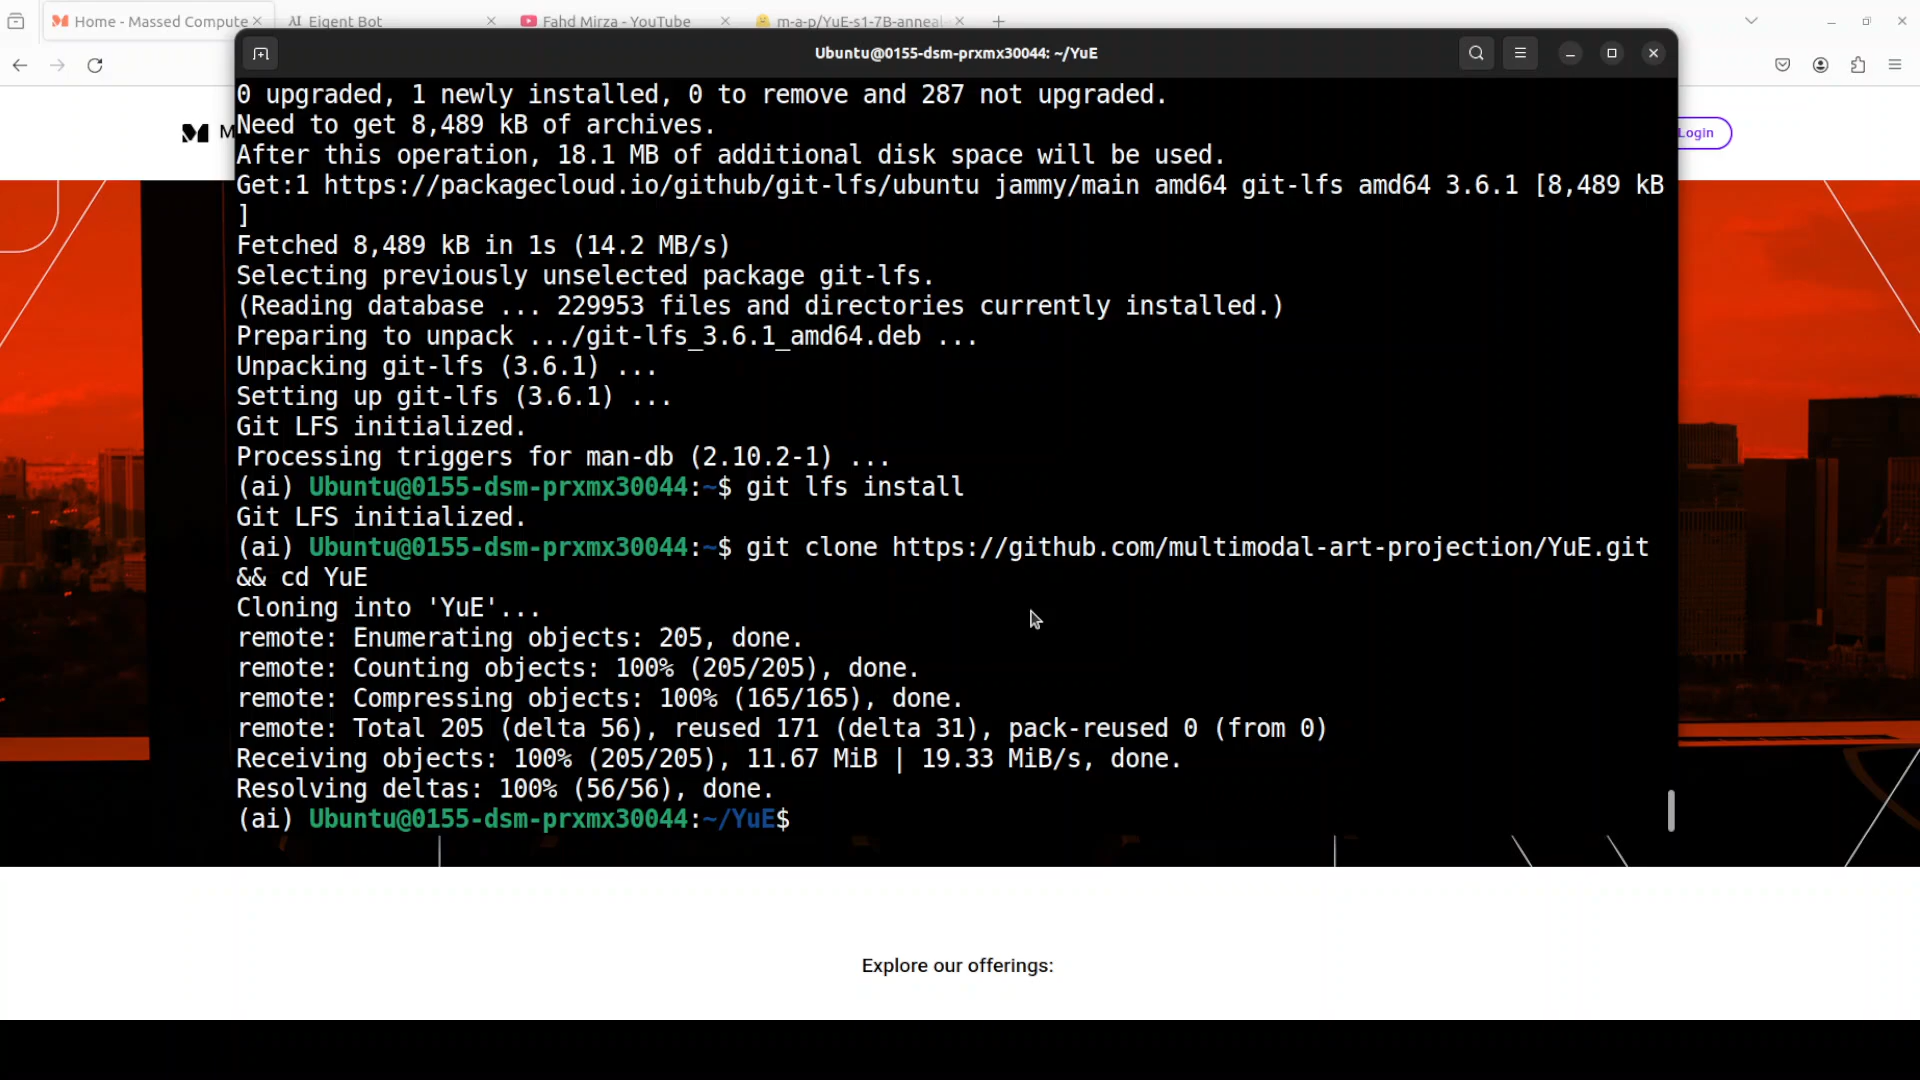 Home - Massed Compute
Eigent Bot
Fahd Mirza - YouTube
m-a-p/YuE-s1-7B-anneal
Ubuntu@0155-dsm-prxmx30044: ~/YuE
M
Login
0 upgraded, 1 newly installed, 0 to remove and 287 not upgraded.
Need to get 8,489 kB of archives.
After this operation, 18.1 MB of additional disk space will be used.
Get:1 https://packagecloud.io/github/git-lfs/ubuntu jammy/main amd64 git-lfs amd64 3.6.1 [8,489 kB
]
Fetched 8,489 kB in 1s (14.2 MB/s)
Selecting previously unselected package git-lfs.
(Reading database ... 229953 files and directories currently installed.)
Preparing to unpack .../git-lfs_3.6.1_amd64.deb ...
Unpacking git-lfs (3.6.1) ...
Setting up git-lfs (3.6.1) ...
Git LFS initialized.
Processing triggers for man-db (2.10.2-1) ...
(ai) Ubuntu@0155-dsm-prxmx30044:~$ git lfs install
Git LFS initialized.
(ai) Ubuntu@0155-dsm-prxmx30044:~$ git clone https://github.com/multimodal-art-projection/YuE.git
&& cd YuE
Cloning into 'YuE'...
remote: Enumerating objects: 205, done.
remote: Counting objects: 100% (205/205), done.
remote: Compressing objects: 100% (165/165), done.
remote: Total 205 (delta 56), reused 171 (delta 31), pack-reused 0 (from 0)
Receiving objects: 100% (205/205), 11.67 MiB | 19.33 MiB/s, done.
Resolving deltas: 100% (56/56), done.
(ai) Ubuntu@0155-dsm-prxmx30044:~/YuE$
Explore our offerings: